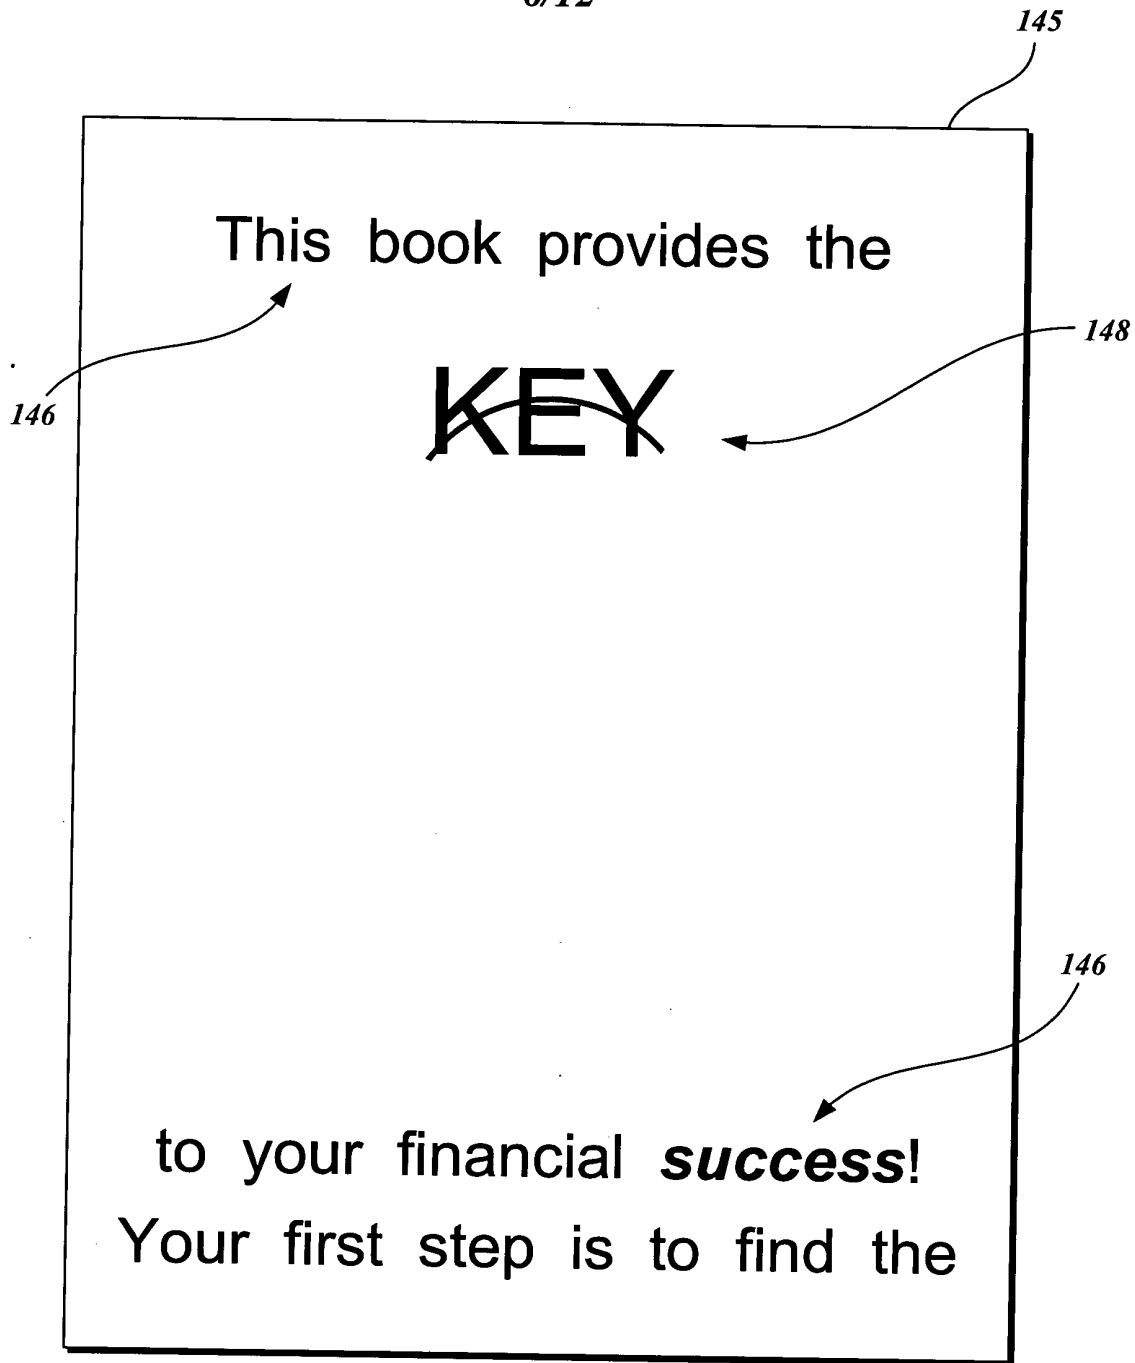 145
This book provides the
148
KEY
146
146
to your financial success!
Your first step is to find the